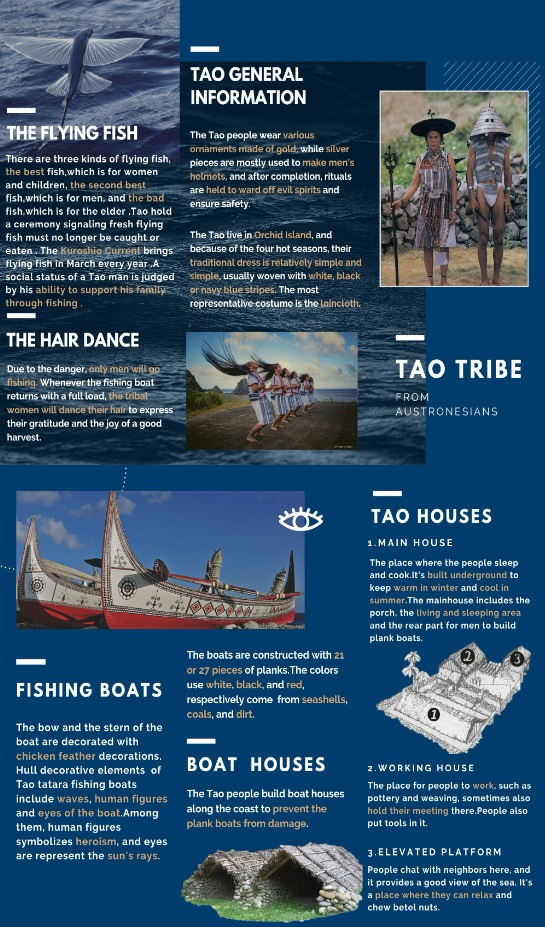 THE FLYING FISH
There are three kinds of flying fish,
the best fish,which is for women
and children, the second best
fish,which is for men, and the bad
fish,which is for the elder .Tao hold
a ceremony signaling fresh flying
fish must no longer be caught or
eaten . The Kuroshio Current brings
flying fish in March every year .A
social status of a Tao man is judged
by his ability to support his family
through fishing .
THE HAIR DANCE
Due to the danger, only men will go
fishing. Whenever the fishing boat
returns with a full load, the tribal
women will dance their hair to express
their gratitude and the joy of a good
harvest.
TAO GENERAL
INFORMATION
The Tao people wear various
ornaments made of gold, while silver
pieces are mostly used to make men's
helmets, and after completion, rituals
are held to ward off evil spirits and
ensure safety.
The Tao live in Orchid Island, and
because of the four hot seasons, their
traditional dress is relatively simple and
simple, usually woven with white, black
or navy blue stripes. The most
representative costume is the loincloth.
TAO TRIBE
FROM
AUSTRONESIANS
FISHING BOATS
The bow and the stern of the
boat are decorated with
chicken feather decorations.
Hull decorative elements of
Tao tatara fishing boats
include waves, human figures
and eyes of the boat.Among
them, human figures
symbolizes heroism, and eyes
are represent the sun's rays.
The boats are constructed with 21
or 27 pieces of planks.The colors
use white, black, and red,
respectively come from seashells,
coals, and dirt.
BOAT HOUSES
The Tao people build boat houses
along the coast to prevent the
plank boats from damage.
TAO HOUSES
1.MAIN HOUSE
The place where the people sleep
and cook.It's built underground to
keep warm in winter and cool in
summer.The mainhouse includes the
porch, the living and sleeping area
and the rear part for men to build
plank boats.
2
3
1
2.WORKING HOUSE
The place for people to work, such as
pottery and weaving, sometimes also
hold their meeting there.People also
put tools in it.
3.ELEVATED PLATFORM
People chat with neighbors here, and
it provides a good view of the sea. It's
a place where they can relax and
chew betel nuts.